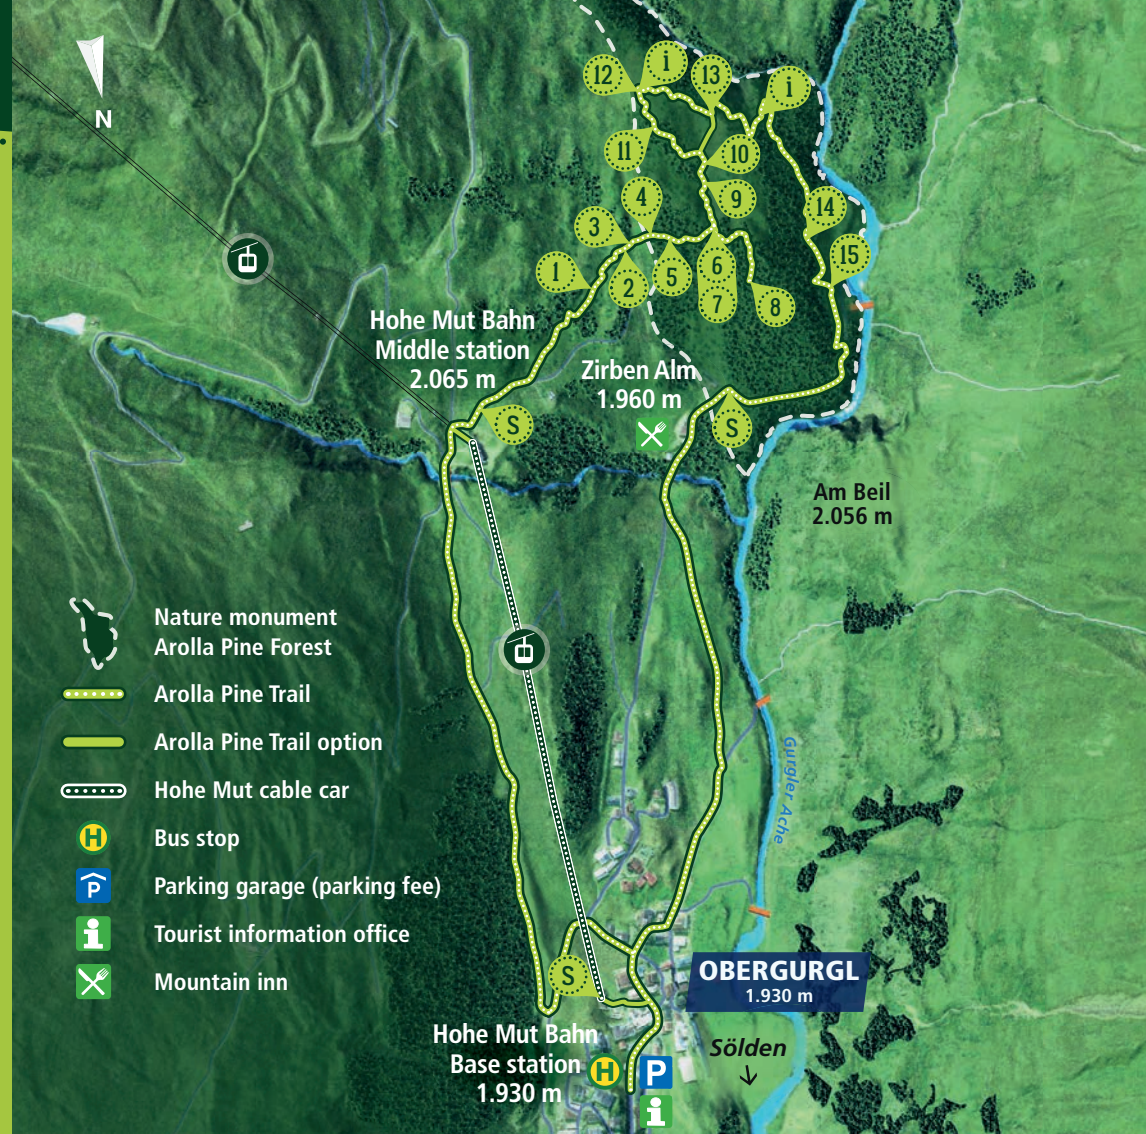 N
12
i
13
i
11
10
4
9
14
3
15
1
2
5
6
7
8
Hohe Mut Bahn
Middle station
2.065 m
Zirben Alm
1.960 m
S
S
Am Beil
2.056 m
Nature monument
Arolla Pine Forest
Arolla Pine Trail
Arolla Pine Trail option
Hohe Mut cable car
H
Bus stop
P
Parking garage (parking fee)
i
Tourist information office
Mountain inn
Gurgler Ache
S
OBERGURGL
1.930 m
Hohe Mut Bahn
Base station
1.930 m
H
P
i
Sölden